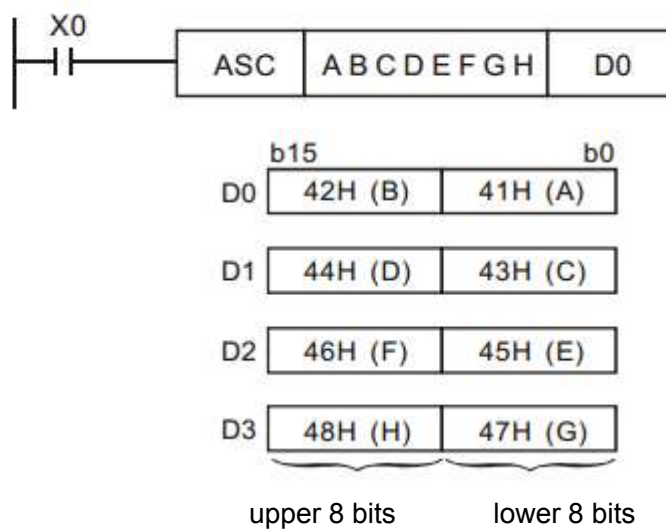 X0
ASC A B C D E F G H D0
b15 b0
D0 42H (B) 41H (A)
D1 44H (D) 43H (C)
D2 46H (F) 45H (E)
D3 48H (H) 47H (G)
upper 8 bits lower 8 bits